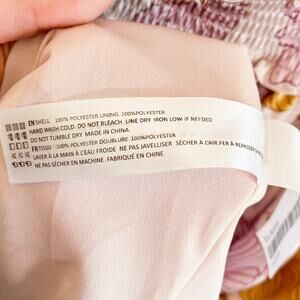 EN SHELL 100% POLYESTER LINING. 100%POLYESTER
HAND WASH COLD. DO NOT BLEACH. LINE DRY IRON LOW IF NEEDED
DO NOT TUMBLE DRY MADE IN CHINA
FR:TISSU : 100% POLYESTER DOUBLURE. 100%POLYESTER
LAVER À LA MAIN À L'EAU FROIDE NE PAS JAVELLISER SÉCHER À L'AIR.FER À REPASSER
NE PAS SÉCHER EN MACHINE. FABRIQUÉ EN CHINE